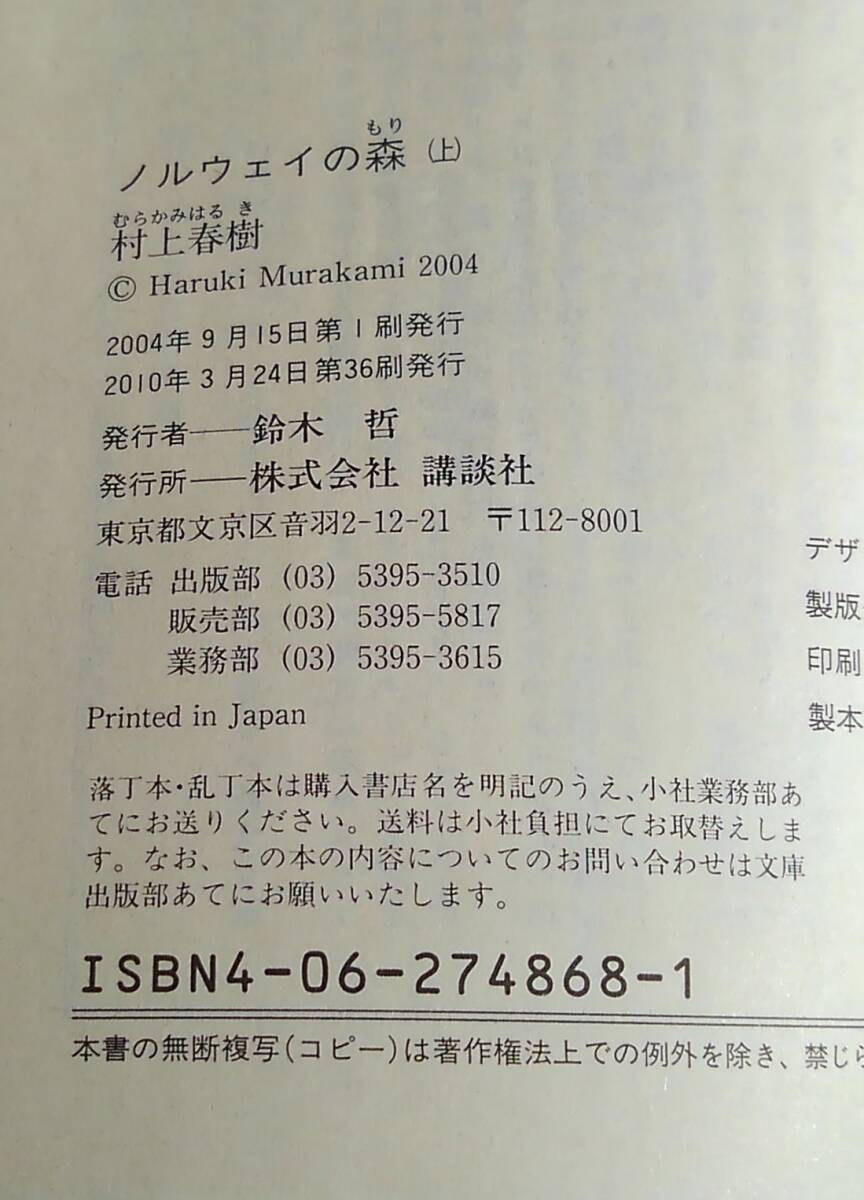 ノルウェイの森(上)
もり
むらかみはるき
村上春樹
© Haruki Murakami 2004
2004年9月15日第1刷発行
2010年3月24日第36刷発行
発行者——鈴木 哲
発行所——株式会社 講談社
東京都文京区音羽2-12-21 〒112-8001
電話 出版部 (03) 5395-3510
販売部 (03) 5395-5817
業務部 (03) 5395-3615
Printed in Japan
デザ
製版
印刷
製本
落丁本・乱丁本は購入書店名を明記のうえ、小社業務部あ
てにお送りください。送料は小社負担にてお取替えしま
す。なお、この本の内容についてのお問い合わせは文庫
出版部あてにお願いいたします。
ISBN4-06-274868-1
本書の無断複写(コピー)は著作権法上での例外を除き、禁じら